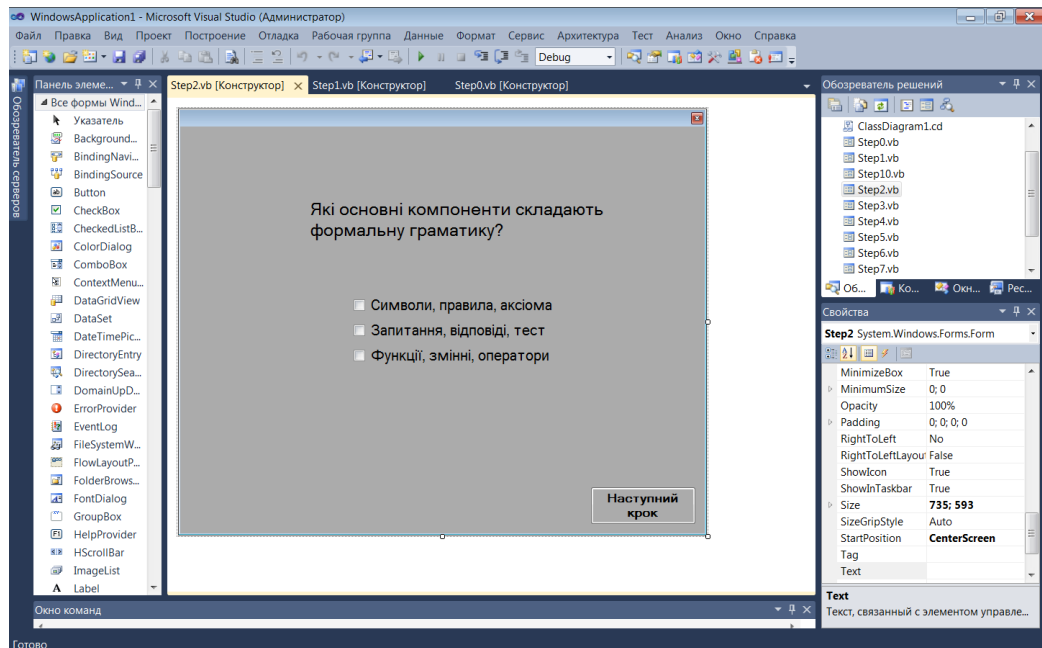 WindowsApplication1 - Microsoft Visual Studio (Администратор)
Файл Правка Вид Проект Построение Отладка Рабочая группа Данные Формат Сервис Архитектура Тест Анализ Окно Справка
Debug
Обозреватель серверов
Панель элеме...
Все формы Wind...
Указатель
Background...
BindingNavi...
BindingSource
Button
CheckBox
CheckedListB...
ColorDialog
ComboBox
ContextMenu...
DataGridView
DataSet
DateTimePic...
DirectoryEntry
DirectorySea...
DomainUpD...
ErrorProvider
EventLog
FileSystemW...
FlowLayoutP...
FolderBrows...
FontDialog
GroupBox
HelpProvider
HScrollBar
ImageList
Label
Step2.vb [Конструктор] Step1.vb [Конструктор] Step0.vb [Конструктор]
Які основні компоненти складають
формальну граматику?
Символи, правила, аксіома
Запитання, відповіді, тест
Функції, змінні, оператори
Наступний
крок
Обозреватель решений
ClassDiagram1.cd
Step0.vb
Step1.vb
Step10.vb
Step2.vb
Step3.vb
Step4.vb
Step5.vb
Step6.vb
Step7.vb
Об... Ко... Окн... Рес...
Свойства
Step2 System.Windows.Forms.Form
MinimizeBox True
MinimumSize 0; 0
Opacity 100%
Padding 0; 0; 0; 0
RightToLeft No
RightToLeftLayou False
ShowIcon True
ShowInTaskbar True
Size 735; 593
SizeGripStyle Auto
StartPosition CenterScreen
Tag
Text
Text
Текст, связанный с элементом управле...
Окно команд
Готово